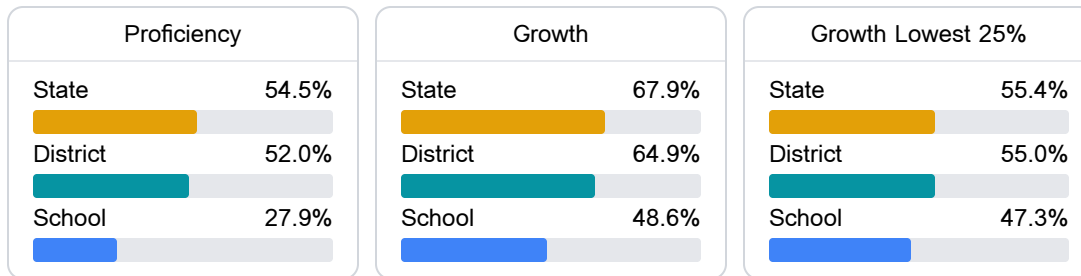 Proficiency
State 54.5%
District 52.0%
School 27.9%
Growth
State 67.9%
District 64.9%
School 48.6%
Growth Lowest 25%
State 55.4%
District 55.0%
School 47.3%